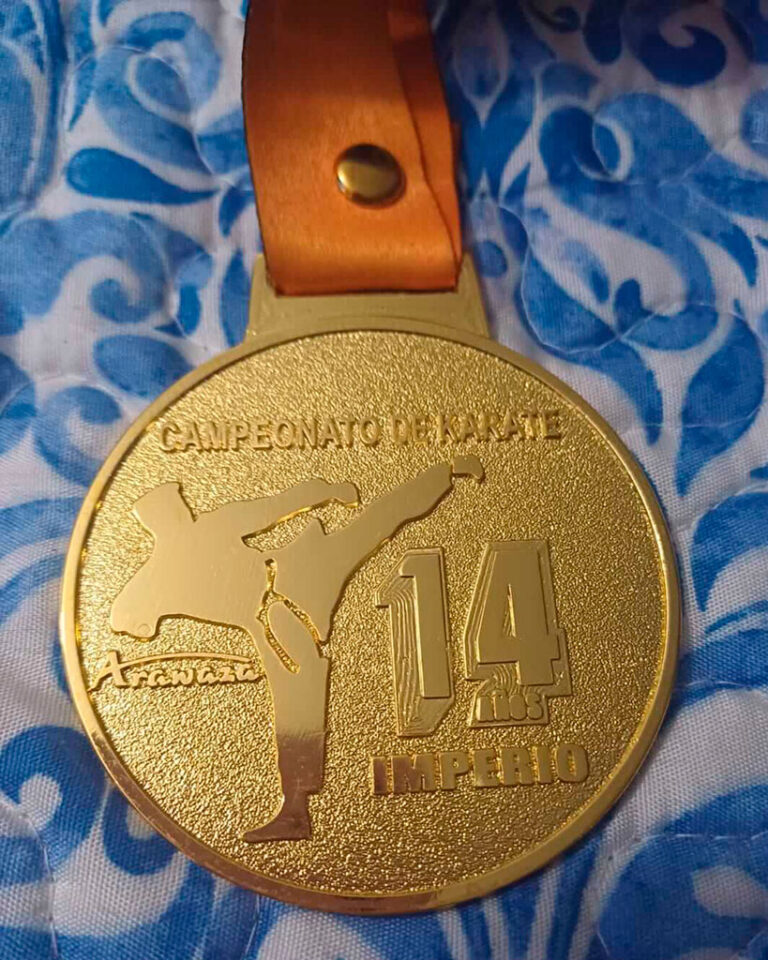 CAMPEONATO DE KARATE
Arawaza
14
AÑOS
IMPERIO